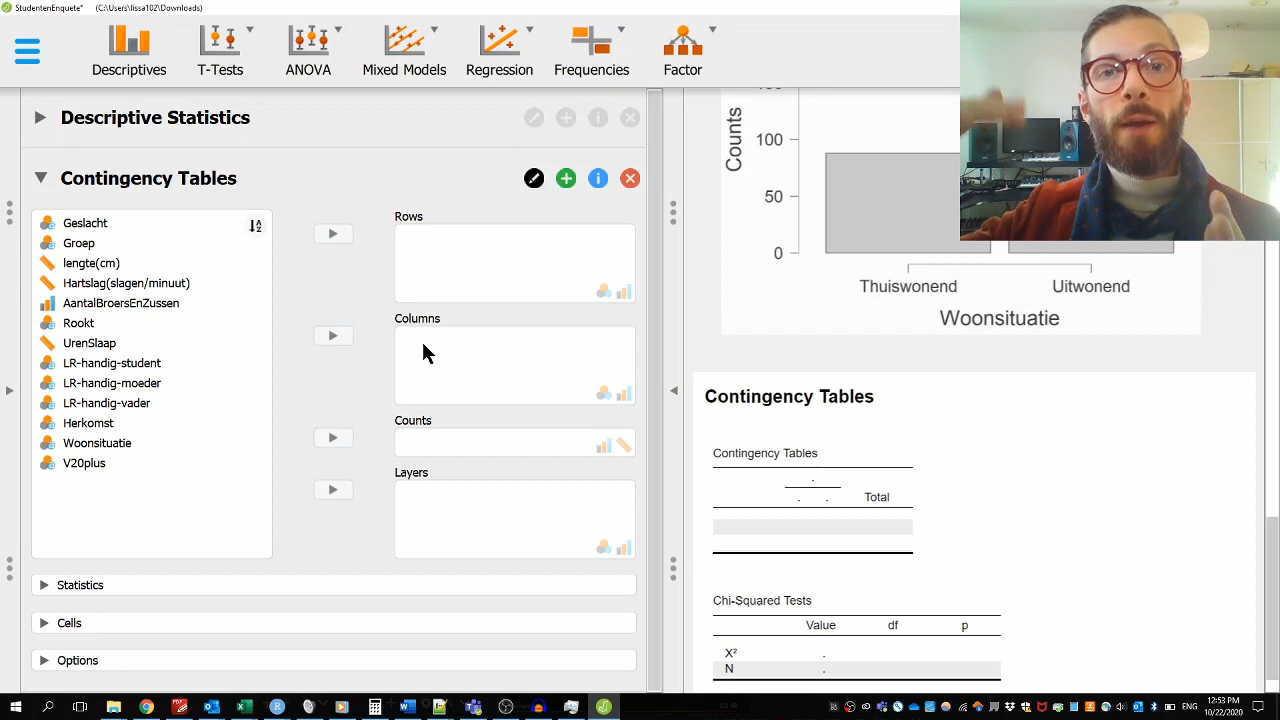 StudentenEnquete* (C:\Users\lissa102\Downloads)
Descriptives T-Tests ANOVA Mixed Models Regression Frequencies Factor
Descriptive Statistics
Contingency Tables
Geslacht
Groep
lengte(cm)
Hartslag(slagen/minuut)
AantalBroersEnZussen
Rookt
UrenSlaap
LR-handig-student
LR-handig-moeder
LR-handig-vader
Herkomst
Woonsituatie
V20plus
Rows
Columns
Counts
Layers
Statistics
Cells
Options
Counts
100
50
0
Thuiswonend Uitwonend
Woonsituatie
Contingency Tables
Contingency Tables
.
. . Total
Chi-Squared Tests
Value df p
X² .
N .
12:53 PM
10/22/2020